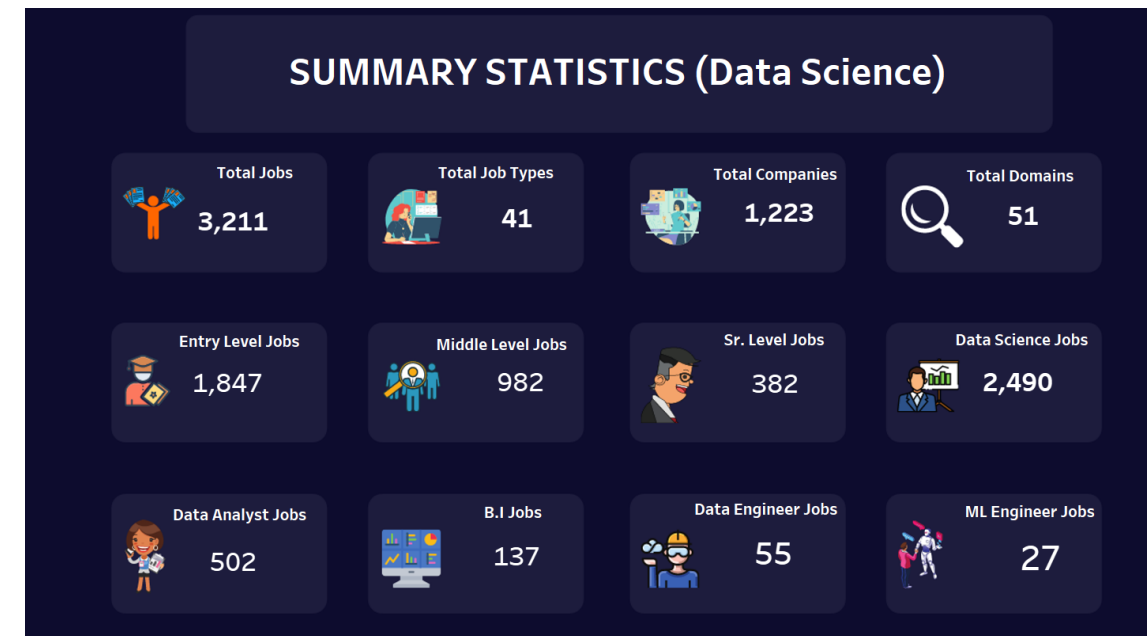 SUMMARY STATISTICS (Data Science)
Total Jobs
3,211
Total Job Types
41
Total Companies
1,223
Total Domains
51
Entry Level Jobs
1,847
Middle Level Jobs
982
Sr. Level Jobs
382
Data Science Jobs
2,490
Data Analyst Jobs
502
B.I Jobs
137
Data Engineer Jobs
55
ML Engineer Jobs
27